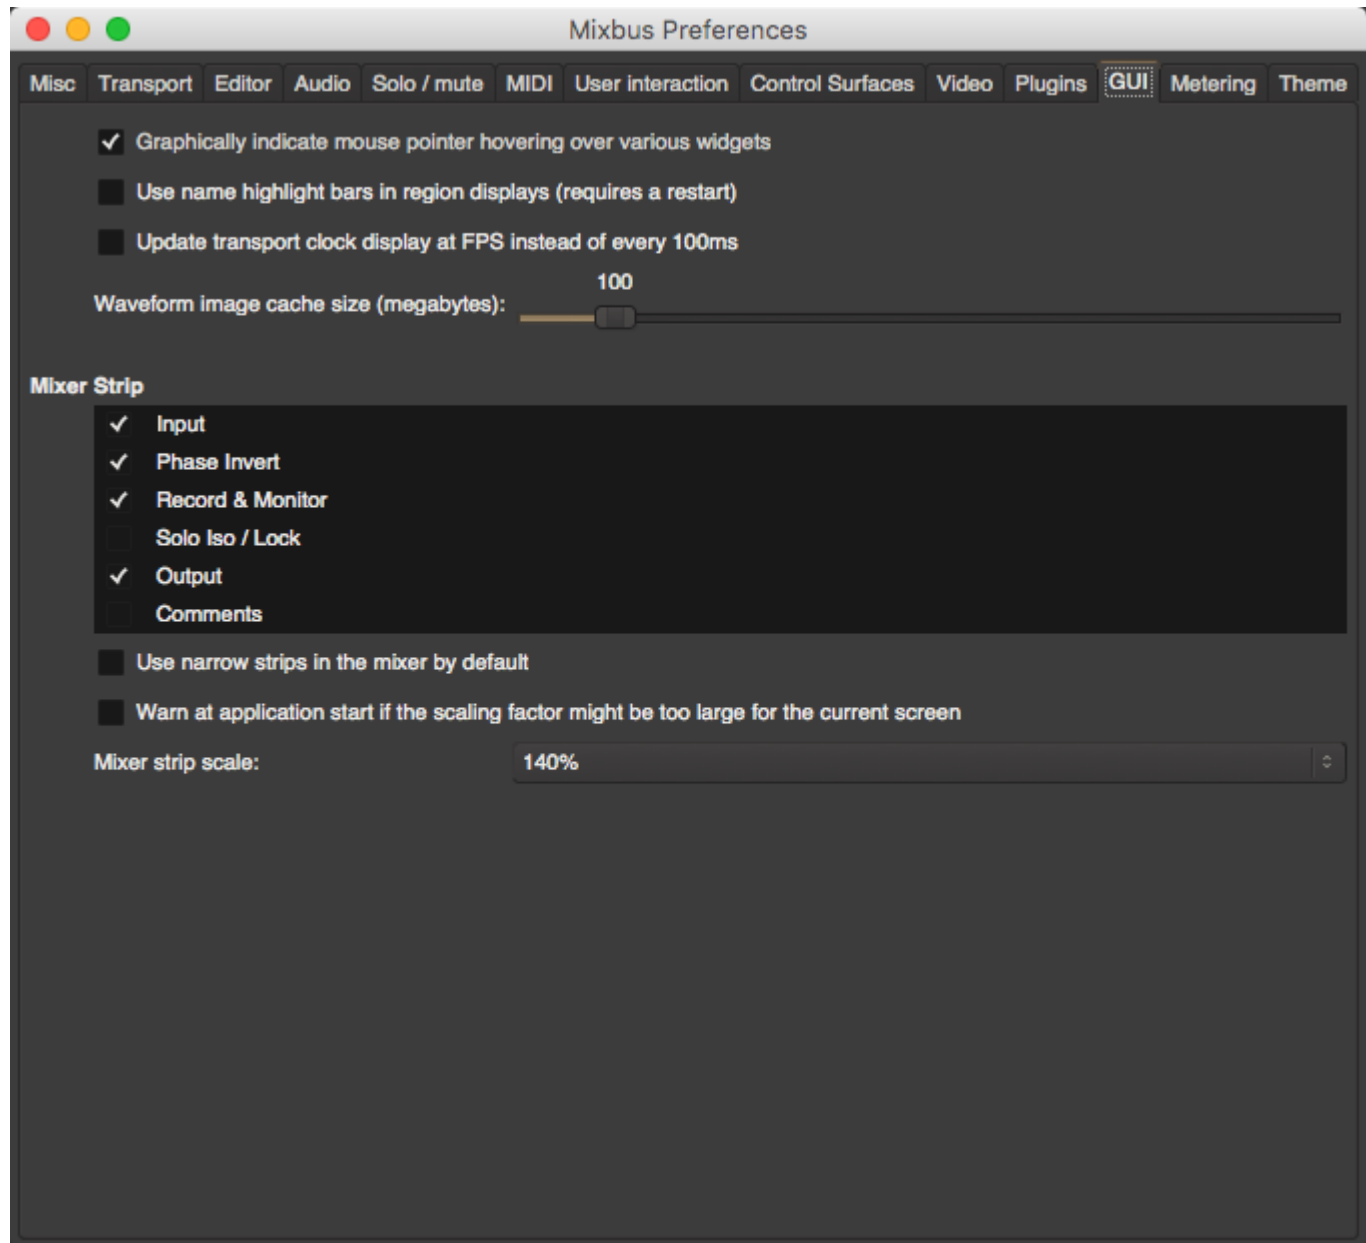 Mixbus Preferences
Misc Transport Editor Audio Solo / mute MIDI User interaction Control Surfaces Video Plugins GUI Metering Theme
Graphically indicate mouse pointer hovering over various widgets
Use name highlight bars in region displays (requires a restart)
Update transport clock display at FPS instead of every 100ms
100
Waveform image cache size (megabytes):
Mixer Strip
Input
Phase Invert
Record & Monitor
Solo Iso / Lock
Output
Comments
Use narrow strips in the mixer by default
Warn at application start if the scaling factor might be too large for the current screen
Mixer strip scale: 140%